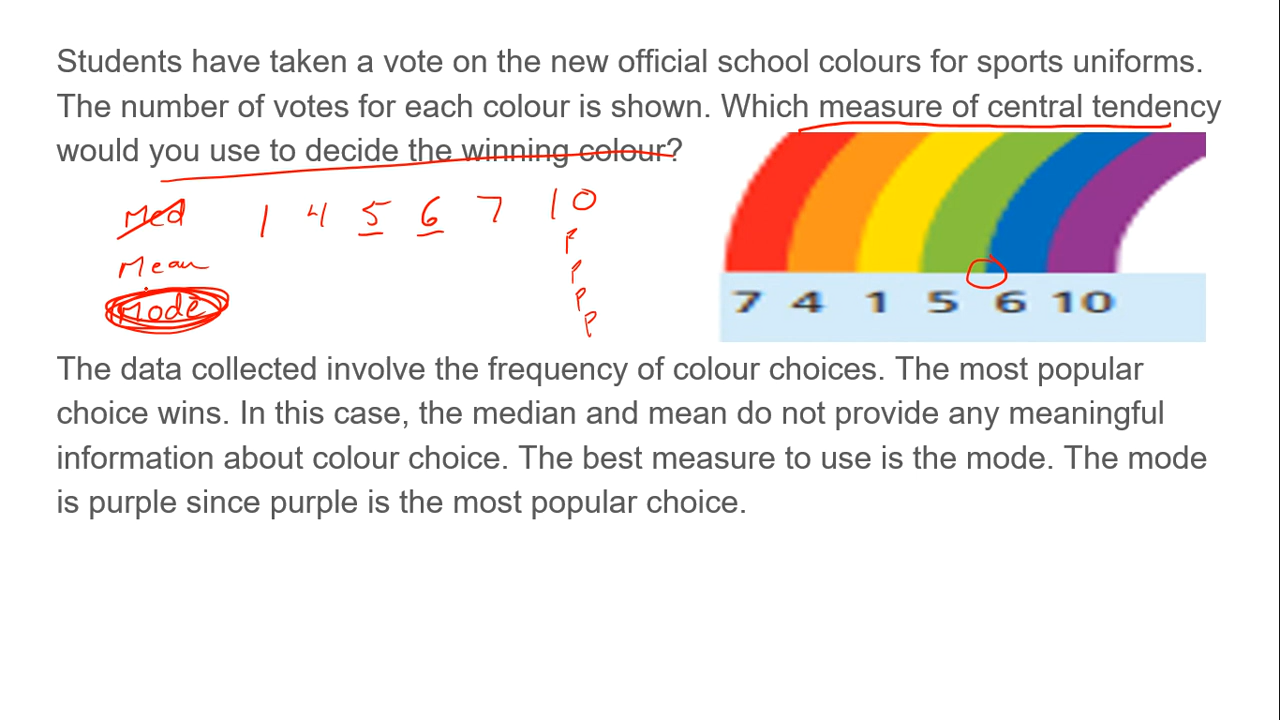 Students have taken a vote on the new official school colours for sports uniforms.
The number of votes for each colour is shown. Which measure of central tendency
would you use to decide the winning colour?
Med 1 4 5 6 7 10
P
Mean
P
Mode
P
P
7 4 1 5 6 10
The data collected involve the frequency of colour choices. The most popular
choice wins. In this case, the median and mean do not provide any meaningful
information about colour choice. The best measure to use is the mode. The mode
is purple since purple is the most popular choice.